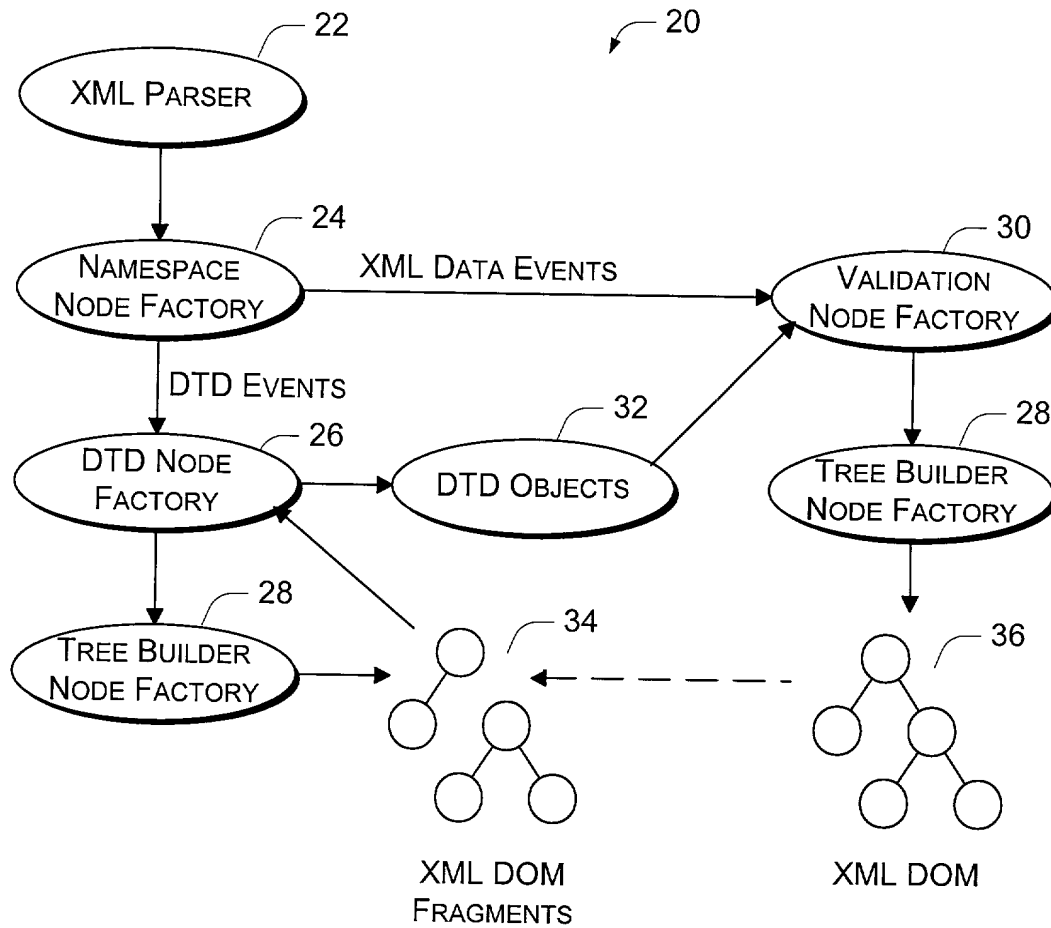 22
20
XML PARSER
24
NAMESPACE
NODE FACTORY
XML DATA EVENTS
30
VALIDATION
NODE FACTORY
DTD EVENTS
26
DTD NODE
FACTORY
32
DTD OBJECTS
28
TREE BUILDER
NODE FACTORY
28
TREE BUILDER
NODE FACTORY
34
36
XML DOM
FRAGMENTS
XML DOM